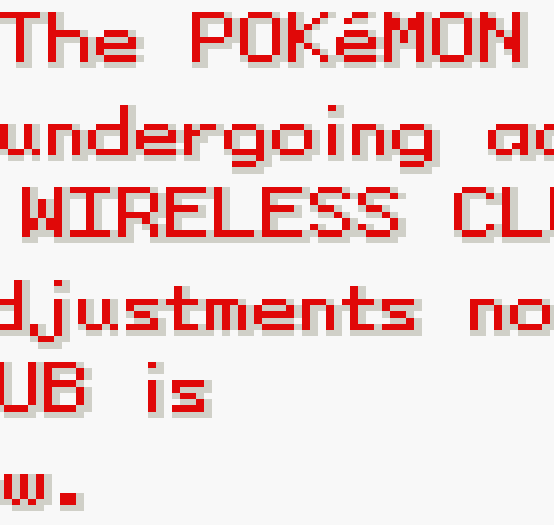 The POKéMON
undergoing ad
WIRELESS CLU
djustments no
UB is
w.